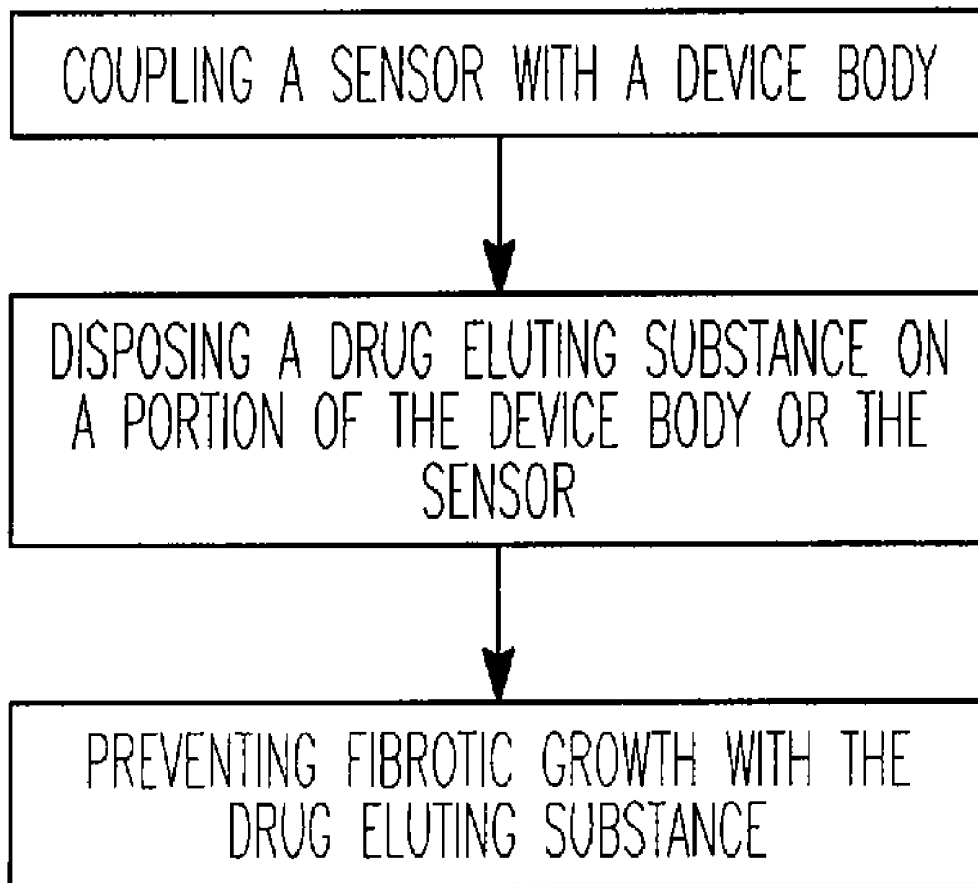 COUPLING A SENSOR WITH A DEVICE BODY
DISPOSING A DRUG ELUTING SUBSTANCE ON
A PORTION OF THE DEVICE BODY OR THE
SENSOR
PREVENTING FIBROTIC GROWTH WITH THE
DRUG ELUTING SUBSTANCE